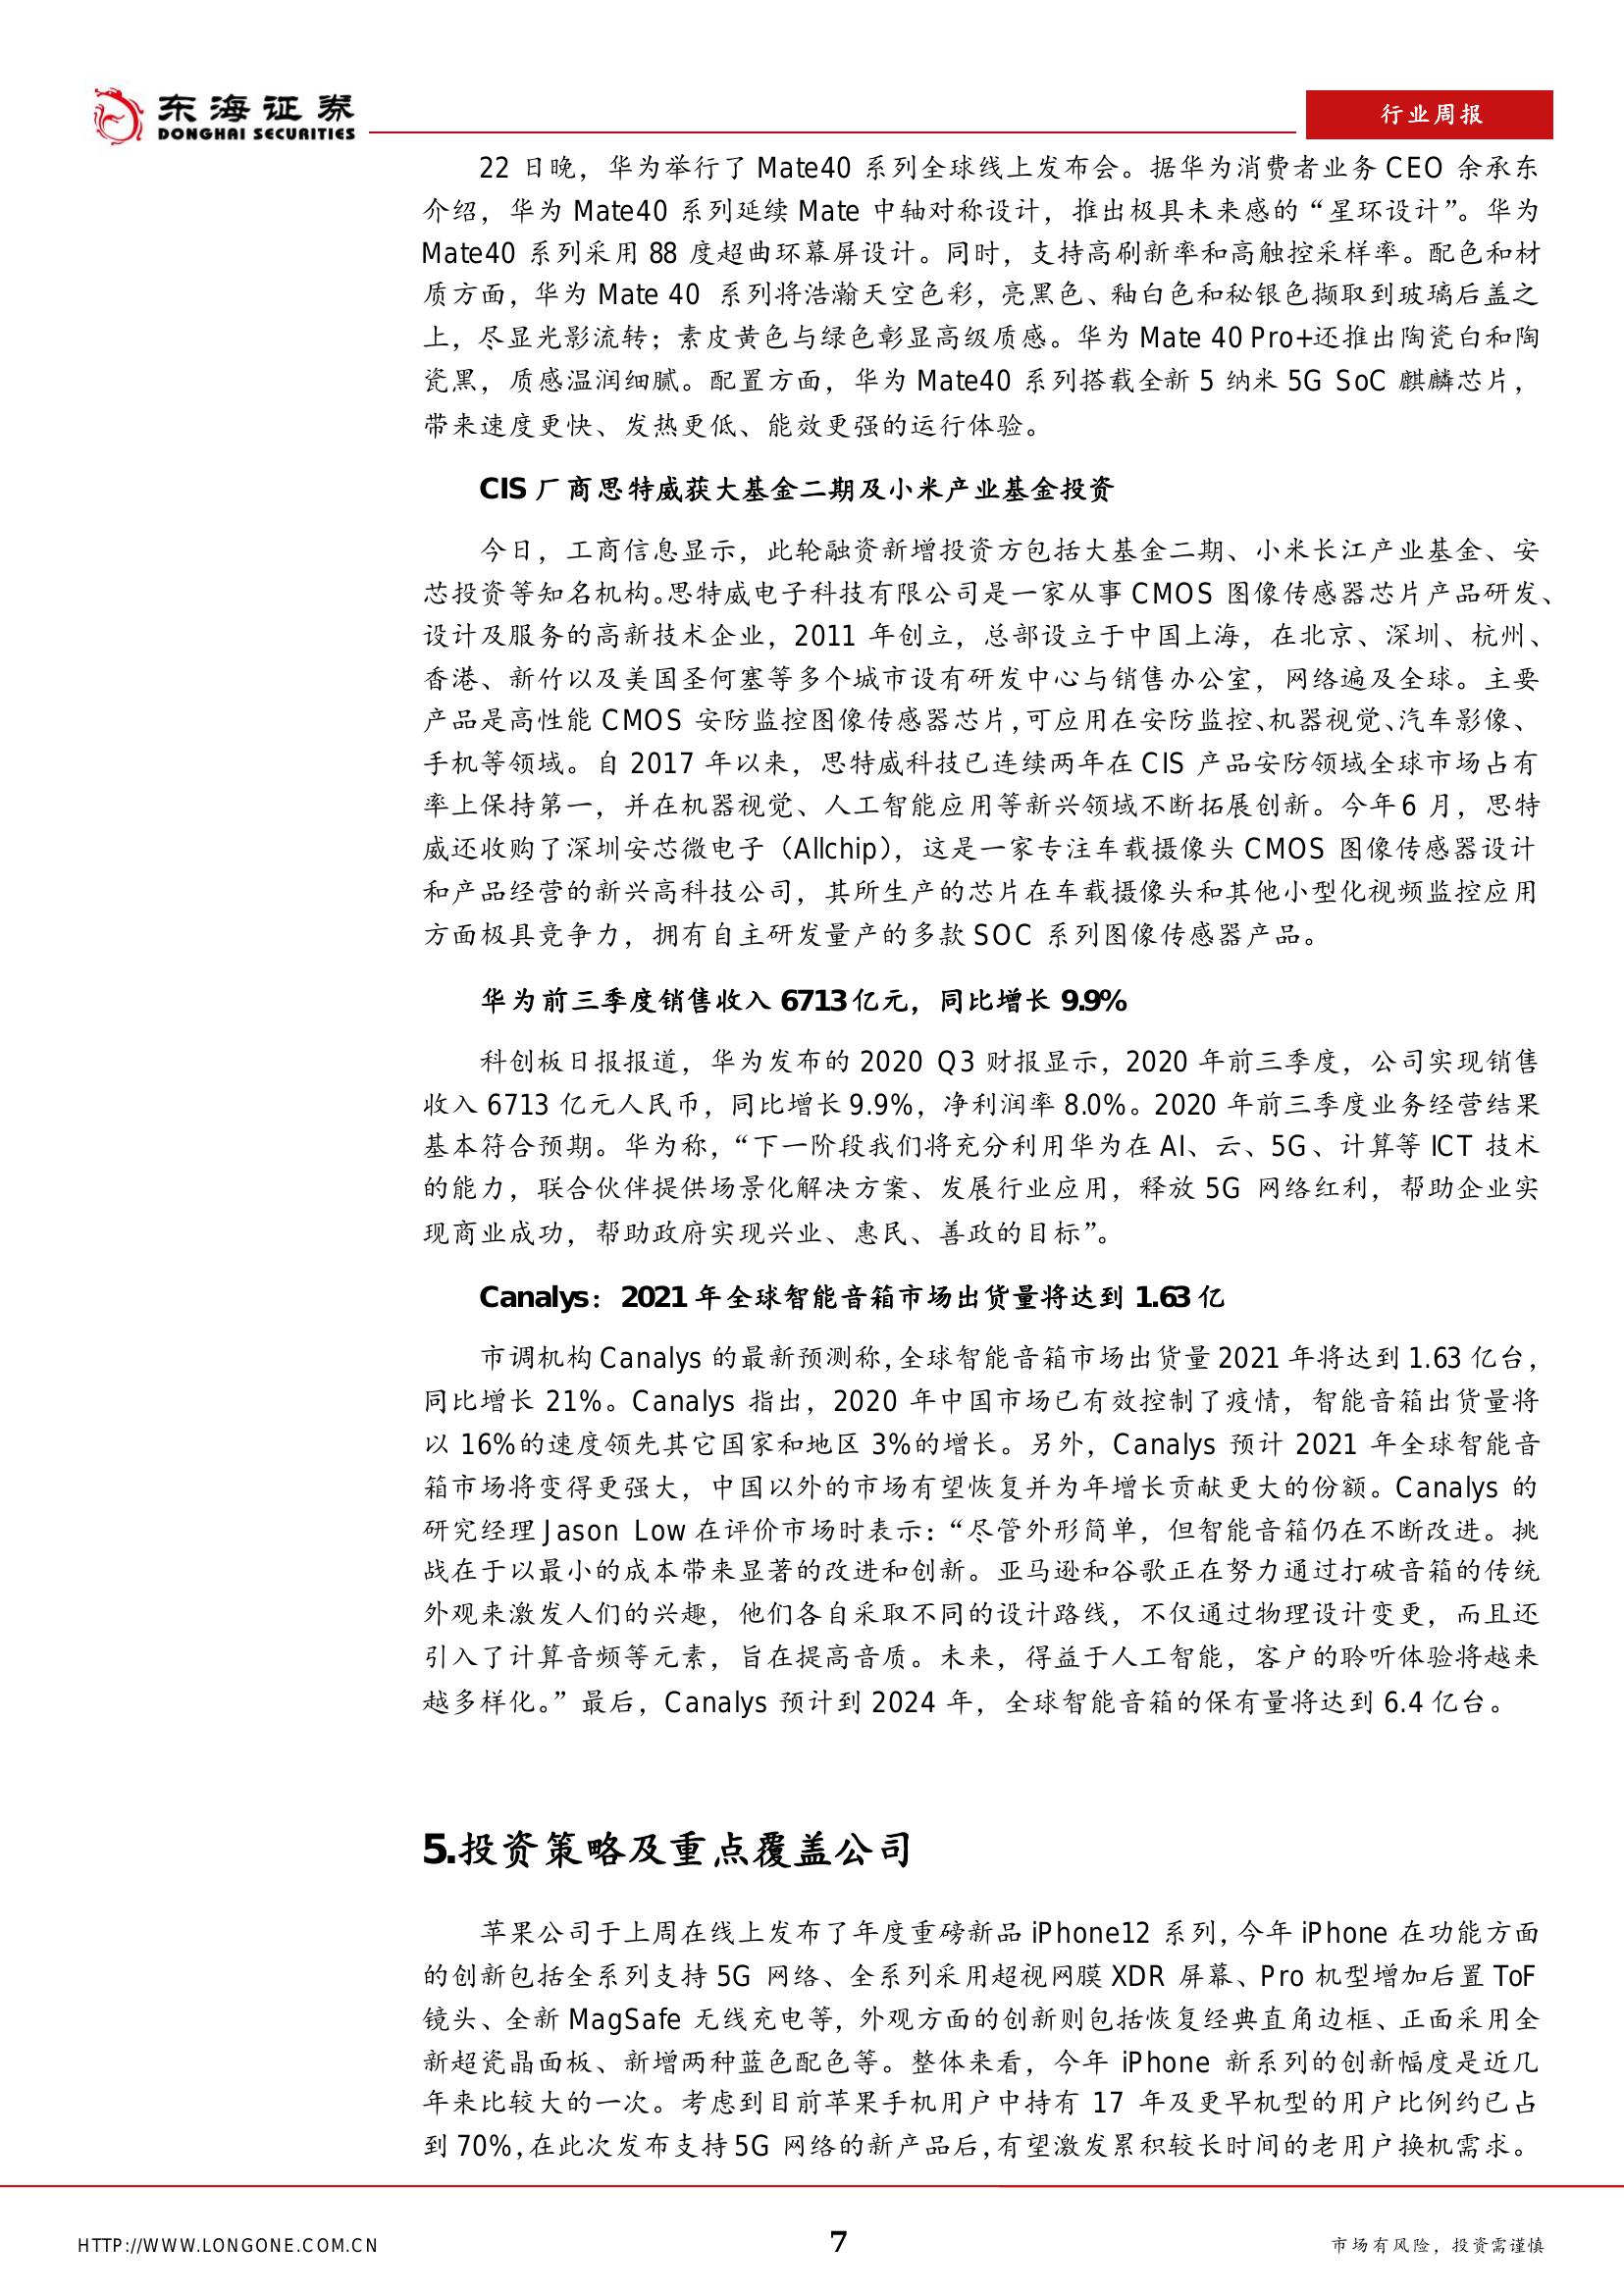 东海证券
DONGHAI SECURITIES
行业周报
22 日晚，华为举行了 Mate40 系列全球线上发布会。据华为消费者业务 CEO 余承东
介绍，华为 Mate40 系列延续 Mate 中轴对称设计，推出极具未来感的“星环设计”。华为
Mate40 系列采用 88 度超曲环幕屏设计。同时，支持高刷新率和高触控采样率。配色和材
质方面，华为 Mate 40 系列将浩瀚天空色彩，亮黑色、釉白色和秘银色撷取到玻璃后盖之
上，尽显光影流转；素皮黄色与绿色彰显高级质感。华为 Mate 40 Pro+还推出陶瓷白和陶
瓷黑，质感温润细腻。配置方面，华为 Mate40 系列搭载全新 5 纳米 5G SoC 麒麟芯片，
带来速度更快、发热更低、能效更强的运行体验。
CIS 厂商思特威获大基金二期及小米产业基金投资
今日，工商信息显示，此轮融资新增投资方包括大基金二期、小米长江产业基金、安
芯投资等知名机构。思特威电子科技有限公司是一家从事 CMOS 图像传感器芯片产品研发、
设计及服务的高新技术企业，2011 年创立，总部设立于中国上海，在北京、深圳、杭州、
香港、新竹以及美国圣何塞等多个城市设有研发中心与销售办公室，网络遍及全球。主要
产品是高性能 CMOS 安防监控图像传感器芯片，可应用在安防监控、机器视觉、汽车影像、
手机等领域。自 2017 年以来，思特威科技已连续两年在 CIS 产品安防领域全球市场占有
率上保持第一，并在机器视觉、人工智能应用等新兴领域不断拓展创新。今年 6 月，思特
威还收购了深圳安芯微电子（Allchip），这是一家专注车载摄像头 CMOS 图像传感器设计
和产品经营的新兴高科技公司，其所生产的芯片在车载摄像头和其他小型化视频监控应用
方面极具竞争力，拥有自主研发量产的多款 SOC 系列图像传感器产品。
华为前三季度销售收入 6713 亿元，同比增长 9.9%
科创板日报报道，华为发布的 2020 Q3 财报显示，2020 年前三季度，公司实现销售
收入 6713 亿元人民币，同比增长 9.9%，净利润率 8.0%。2020 年前三季度业务经营结果
基本符合预期。华为称，“下一阶段我们将充分利用华为在 AI、云、5G、计算等 ICT 技术
的能力，联合伙伴提供场景化解决方案、发展行业应用，释放 5G 网络红利，帮助企业实
现商业成功，帮助政府实现兴业、惠民、善政的目标”。
Canalys：2021 年全球智能音箱市场出货量将达到 1.63 亿
市调机构 Canalys 的最新预测称，全球智能音箱市场出货量 2021 年将达到 1.63 亿台，
同比增长 21%。Canalys 指出，2020 年中国市场已有效控制了疫情，智能音箱出货量将
以 16%的速度领先其它国家和地区 3%的增长。另外，Canalys 预计 2021 年全球智能音
箱市场将变得更强大，中国以外的市场有望恢复并为年增长贡献更大的份额。Canalys 的
研究经理 Jason Low 在评价市场时表示：“尽管外形简单，但智能音箱仍在不断改进。挑
战在于以最小的成本带来显著的改进和创新。亚马逊和谷歌正在努力通过打破音箱的传统
外观来激发人们的兴趣，他们各自采取不同的设计路线，不仅通过物理设计变更，而且还
引入了计算音频等元素，旨在提高音质。未来，得益于人工智能，客户的聆听体验将越来
越多样化。”最后，Canalys 预计到 2024 年，全球智能音箱的保有量将达到 6.4 亿台。
5.投资策略及重点覆盖公司
苹果公司于上周在线上发布了年度重磅新品 iPhone12 系列，今年 iPhone 在功能方面
的创新包括全系列支持 5G 网络、全系列采用超视网膜 XDR 屏幕、Pro 机型增加后置 ToF
镜头、全新 MagSafe 无线充电等，外观方面的创新则包括恢复经典直角边框、正面采用全
新超瓷晶面板、新增两种蓝色配色等。整体来看，今年 iPhone 新系列的创新幅度是近几
年来比较大的一次。考虑到目前苹果手机用户中持有 17 年及更早机型的用户比例约已占
到 70%，在此次发布支持 5G 网络的新产品后，有望激发累积较长时间的老用户换机需求。
HTTP://WWW.LONGONE.COM.CN
7
市场有风险，投资需谨慎